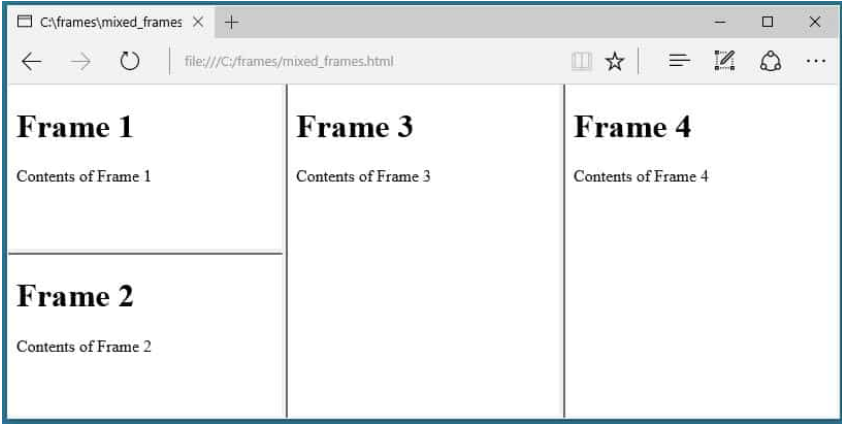 C:\frames\mixed_frames
file:///C:/frames/mixed_frames.html
Frame 1
Contents of Frame 1
Frame 2
Contents of Frame 2
Frame 3
Contents of Frame 3
Frame 4
Contents of Frame 4